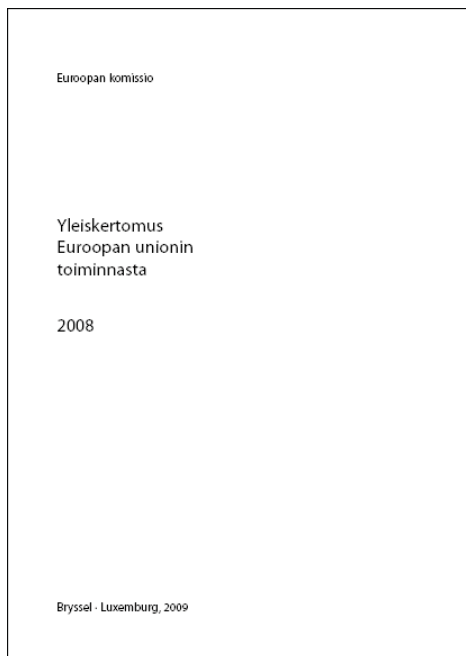 Euroopan komissio
Yleiskertomus
Euroopan unionin
toiminnasta
2008
Bryssel · Luxemburg, 2009